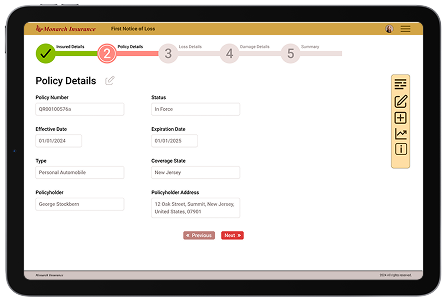 Monarch Insurance
First Notice of Loss
Insured Details
2
Policy Details
3
Loss Details
4
Damage Details
5
Summary
Policy Details
Policy Number
QR00100576a
Status
In Force
Effective Date
01/01/2024
Expiration Date
01/01/2025
Type
Personal Automobile
Coverage State
New Jersey
Policyholder
George Stockbern
Policyholder Address
12 Oak Street, Summit, New Jersey,
United States, 07901
« Previous
Next »
Monarch Insurance
2024 All rights reserved.